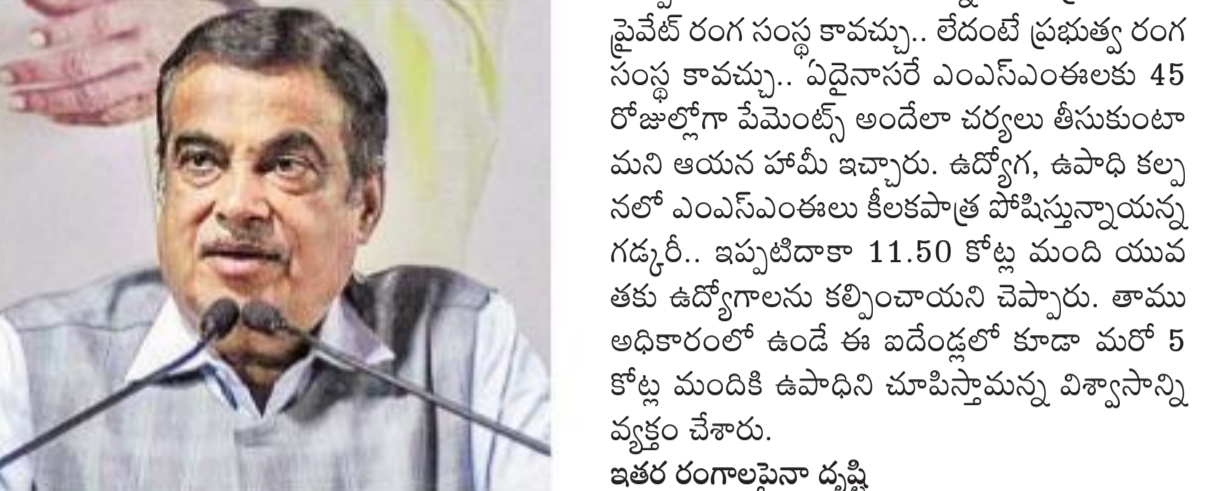 ప్రైవేట్ రంగ సంస్థ కావచ్చు.. లేదంటే ప్రభుత్వ రంగ
సంస్థ కావచ్చు.. ఏదైనాసరే ఎంఎస్ఎంఈలకు 45
రోజుల్లోగా పేమెంట్స్ అందేలా చర్యలు తీసుకుంటా
మని ఆయన హామీ ఇచ్చారు. ఉద్యోగ, ఉపాధి కల్ప
నలో ఎంఎస్ఎంఈలు కీలకపాత్ర పోషిస్తున్నాయన్న
గడ్కరీ.. ఇప్పటిదాకా 11.50 కోట్ల మంది యువ
తకు ఉద్యోగాలను కల్పించాయని చెప్పారు. తాము
అధికారంలో ఉండే ఈ ఐదేండ్లలో కూడా మరో 5
కోట్ల మందికి ఉపాధిని చూపిస్తామన్న విశ్వాసాన్ని
వ్యక్తం చేశారు.
ఇతర రంగాలపైనా దృష్టి